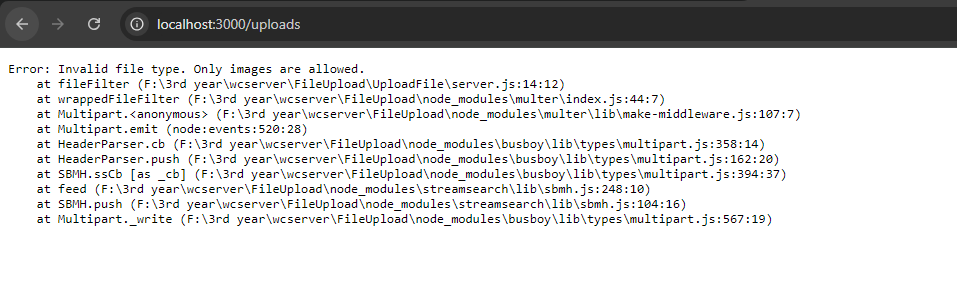 localhost:3000/uploads
Error: Invalid file type. Only images are allowed.
    at fileFilter (F:\3rd year\wcserver\FileUpload\UploadFile\server.js:14:12)
    at wrappedFileFilter (F:\3rd year\wcserver\FileUpload\node_modules\multer\index.js:44:7)
    at Multipart.<anonymous> (F:\3rd year\wcserver\FileUpload\node_modules\multer\lib\make-middleware.js:107:7)
    at Multipart.emit (node:events:520:28)
    at HeaderParser.cb (F:\3rd year\wcserver\FileUpload\node_modules\busboy\lib\types\multipart.js:358:14)
    at HeaderParser.push (F:\3rd year\wcserver\FileUpload\node_modules\busboy\lib\types\multipart.js:162:20)
    at SBMH.ssCb [as _cb] (F:\3rd year\wcserver\FileUpload\node_modules\busboy\lib\types\multipart.js:394:37)
    at feed (F:\3rd year\wcserver\FileUpload\node_modules\streamsearch\lib\sbmh.js:248:10)
    at SBMH.push (F:\3rd year\wcserver\FileUpload\node_modules\streamsearch\lib\sbmh.js:104:16)
    at Multipart._write (F:\3rd year\wcserver\FileUpload\node_modules\busboy\lib\types\multipart.js:567:19)